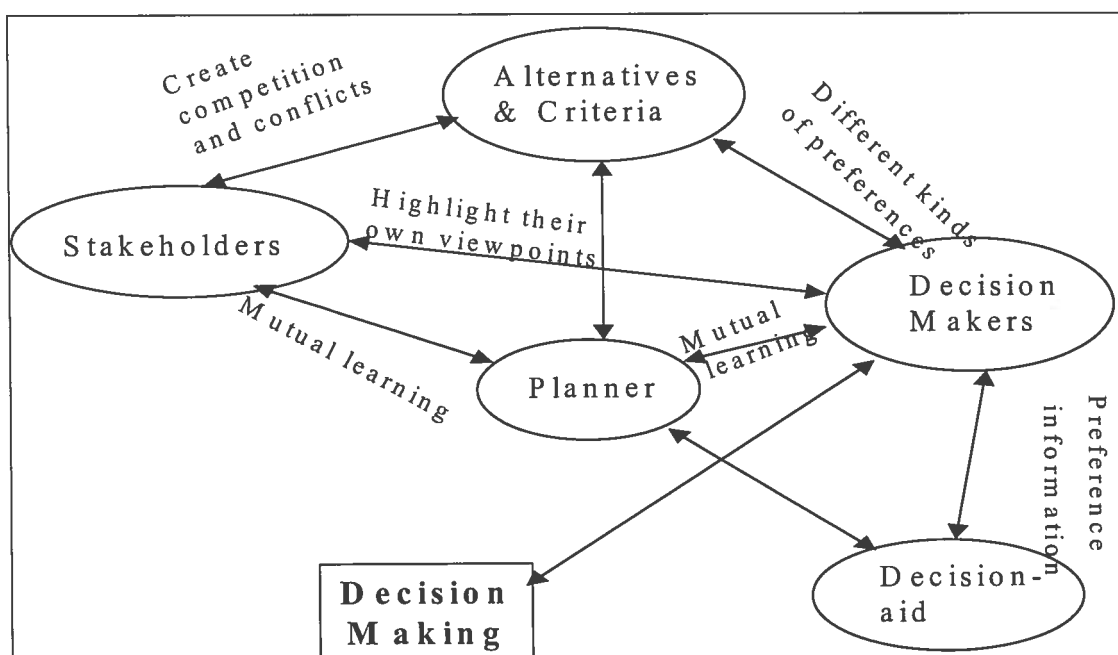 Create
competition
and conflicts
Alternatives
& Criteria
Different kinds
of preferences
Stakeholders
Highlight their
own viewpoints
Decision
Makers
Mutual learning
Mutual
learning
Planner
Preference
information
Decision
Making
Decision-
aid